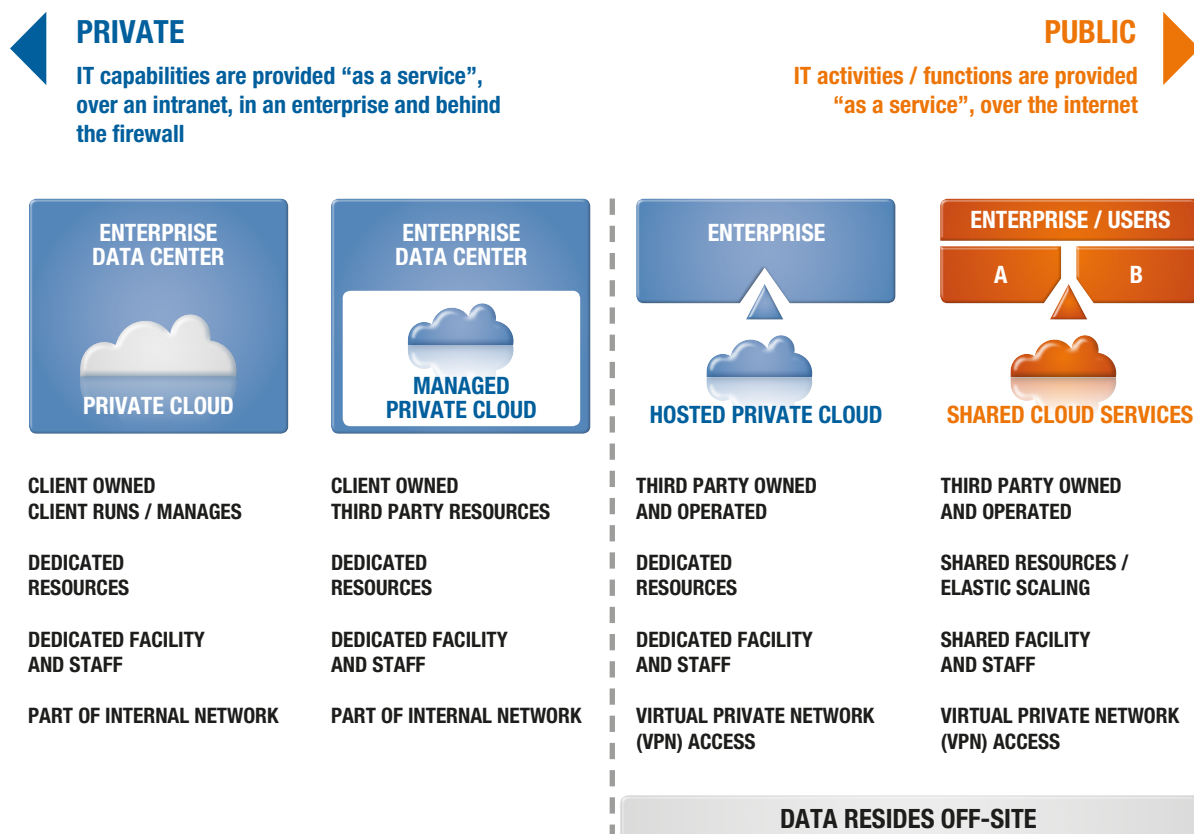 PRIVATE
IT capabilities are provided “as a service”,
over an intranet, in an enterprise and behind
the firewall
PUBLIC
IT activities / functions are provided
“as a service”, over the internet
ENTERPRISE
DATA CENTER
PRIVATE CLOUD
ENTERPRISE
DATA CENTER
MANAGED
PRIVATE CLOUD
ENTERPRISE
HOSTED PRIVATE CLOUD
ENTERPRISE / USERS
A
B
SHARED CLOUD SERVICES
CLIENT OWNED
CLIENT RUNS / MANAGES
DEDICATED
RESOURCES
DEDICATED FACILITY
AND STAFF
PART OF INTERNAL NETWORK
CLIENT OWNED
THIRD PARTY RESOURCES
DEDICATED
RESOURCES
DEDICATED FACILITY
AND STAFF
PART OF INTERNAL NETWORK
THIRD PARTY OWNED
AND OPERATED
DEDICATED
RESOURCES
DEDICATED FACILITY
AND STAFF
VIRTUAL PRIVATE NETWORK
(VPN) ACCESS
THIRD PARTY OWNED
AND OPERATED
SHARED RESOURCES /
ELASTIC SCALING
SHARED FACILITY
AND STAFF
VIRTUAL PRIVATE NETWORK
(VPN) ACCESS
DATA RESIDES OFF-SITE